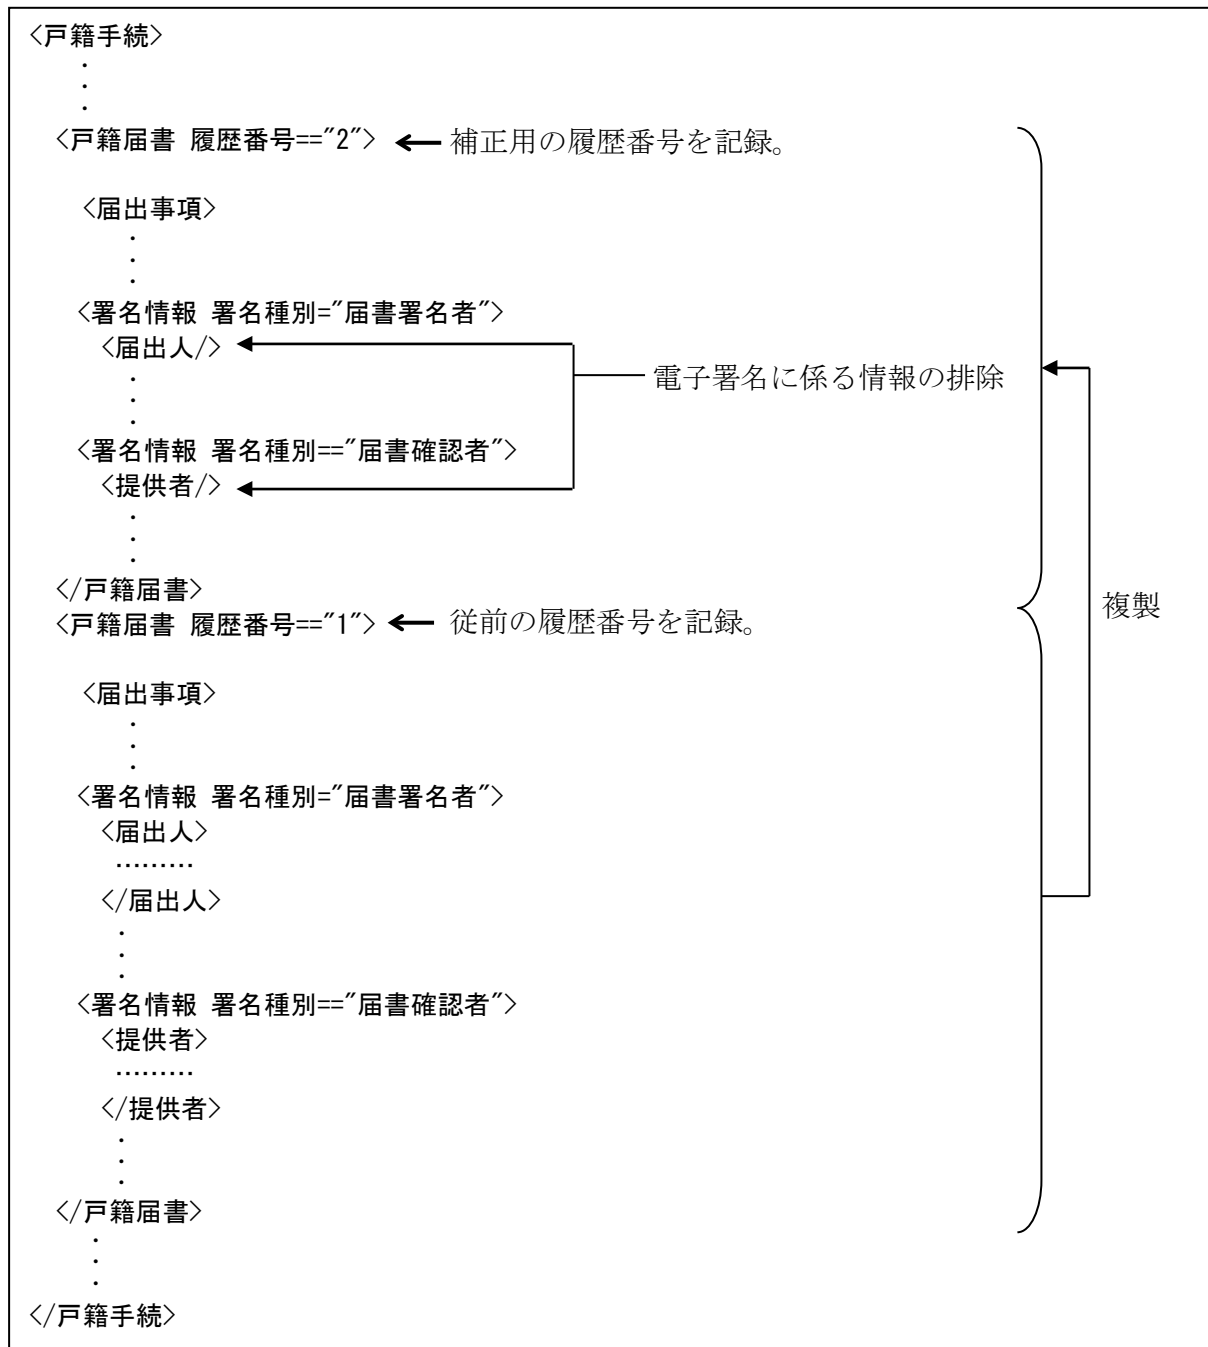 <戸籍手続>
・
・
・
<戸籍届書 履歴番号=="2"> 補正用の履歴番号を記録。
<届出事項>
・
・
・
<署名情報 署名種別="届書署名者">
<届出人/>
電子署名に係る情報の排除
・
・
・
<署名情報 署名種別=="届書確認者">
<提供者/>
・
・
・
</戸籍届書>
複製
<戸籍届書 履歴番号=="1"> 従前の履歴番号を記録。
<届出事項>
・
・
・
<署名情報 署名種別="届書署名者">
<届出人>
………
</届出人>
・
・
・
<署名情報 署名種別=="届書確認者">
<提供者>
………
</提供者>
・
・
・
</戸籍届書>
・
・
・
</戸籍手続>